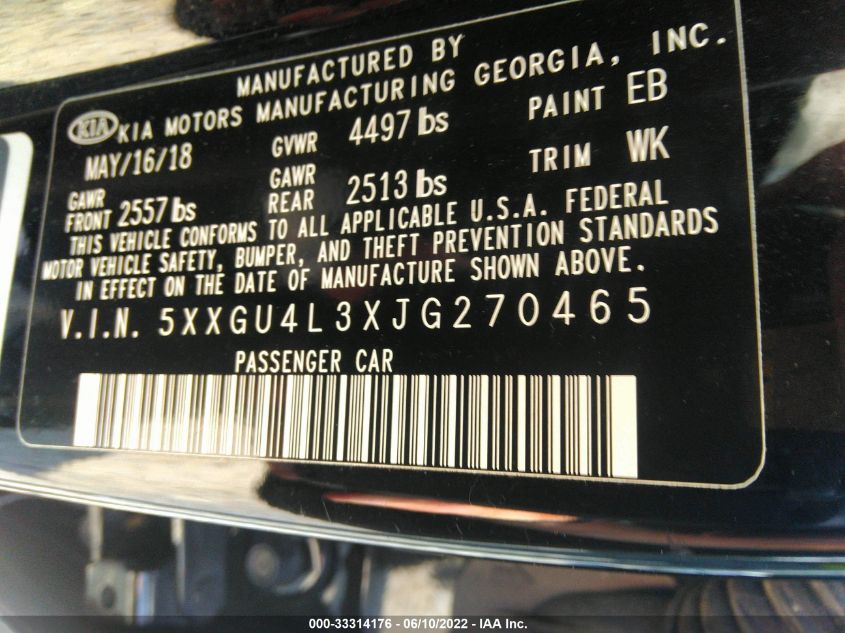 MANUFACTURED BY
KIA KIA MOTORS MANUFACTURING GEORGIA, INC.
MAY/16/18 GVWR 4497 lbs PAINT EB
GAWR FRONT 2557 lbs GAWR REAR 2513 lbs TRIM WK
THIS VEHICLE CONFORMS TO ALL APPLICABLE U.S.A. FEDERAL
MOTOR VEHICLE SAFETY, BUMPER, AND THEFT PREVENTION STANDARDS
IN EFFECT ON THE DATE OF MANUFACTURE SHOWN ABOVE.
V.I.N. 5XXGU4L3XJG270465
PASSENGER CAR
000-33314176 - 06/10/2022 - IAA Inc.